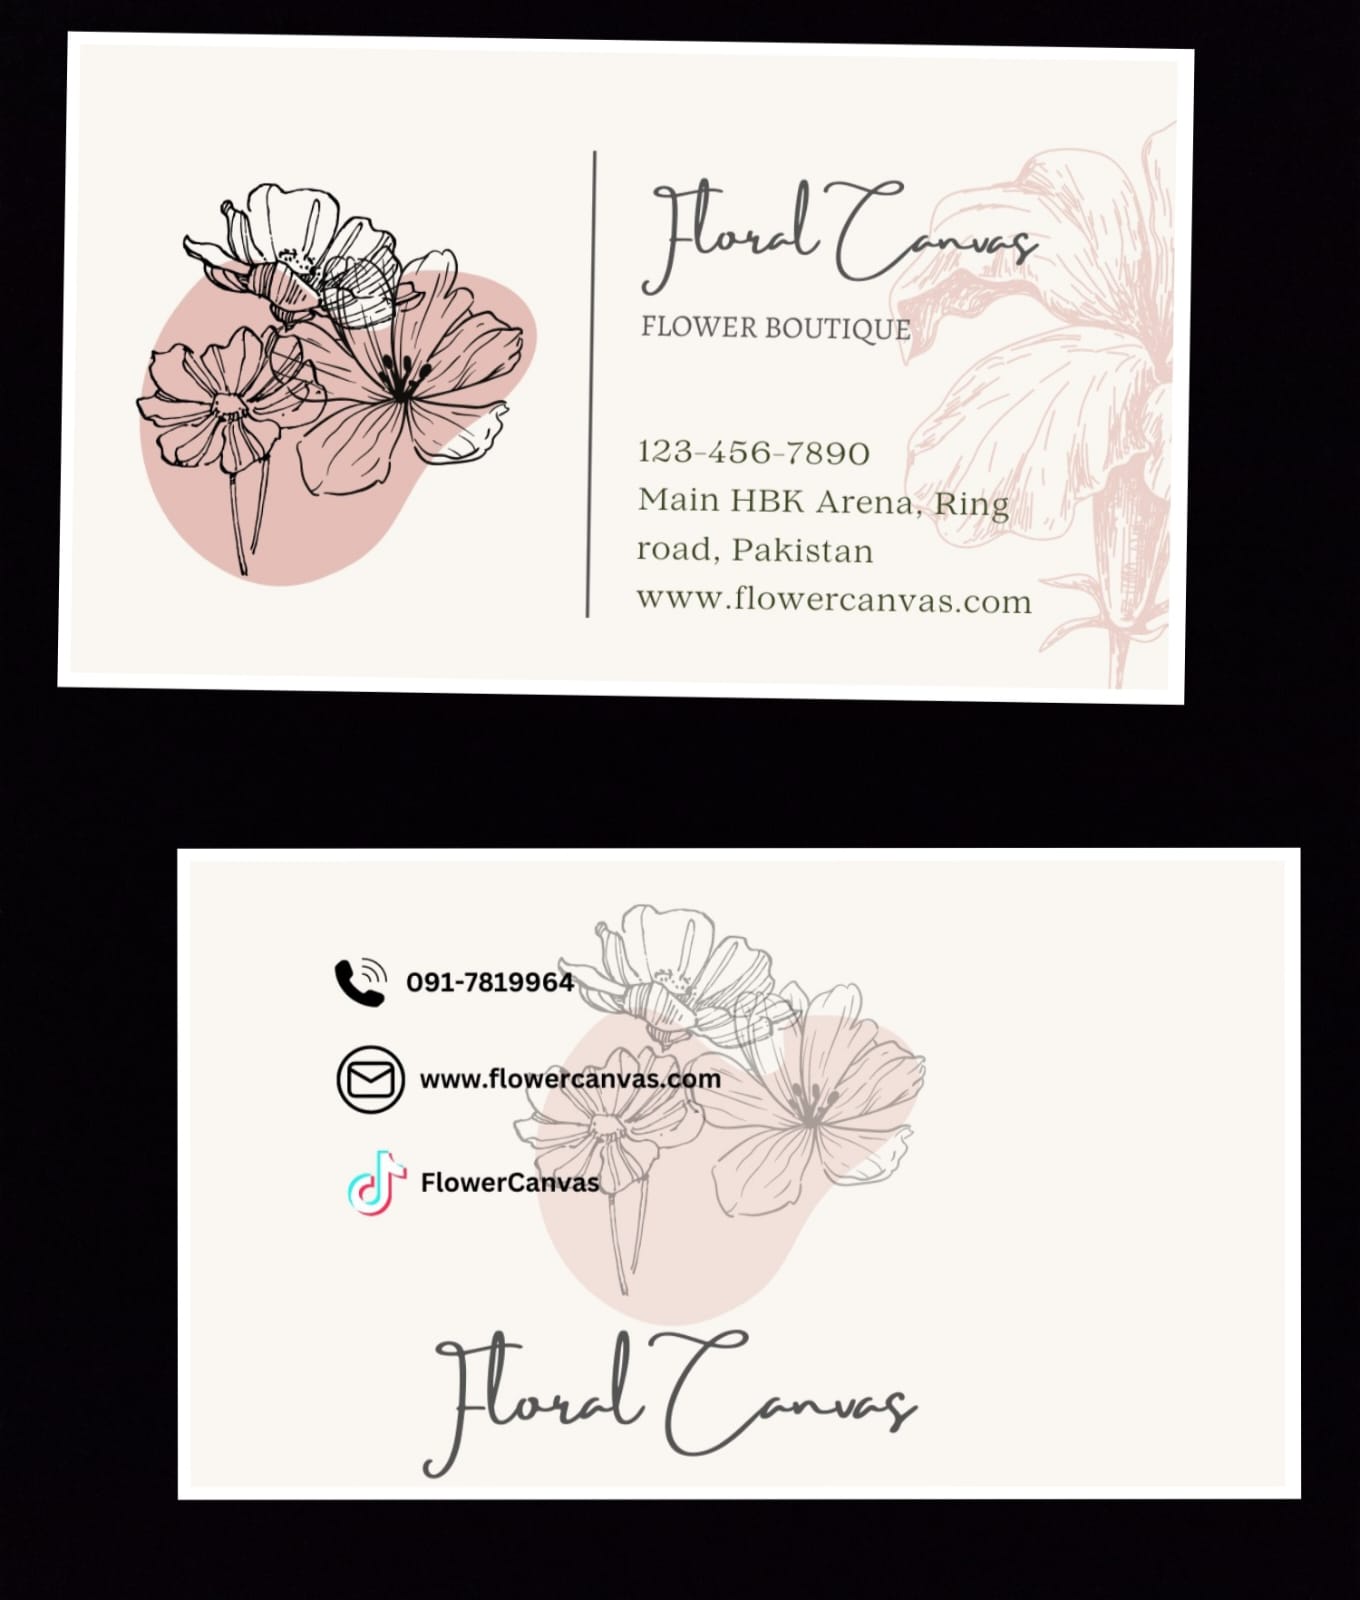 Floral Canvas
FLOWER BOUTIQUE
123-456-7890
Main HBK Arena, Ring
road, Pakistan
www.flowercanvas.com
091-7819964
www.flowercanvas.com
FlowerCanvas
Floral Canvas